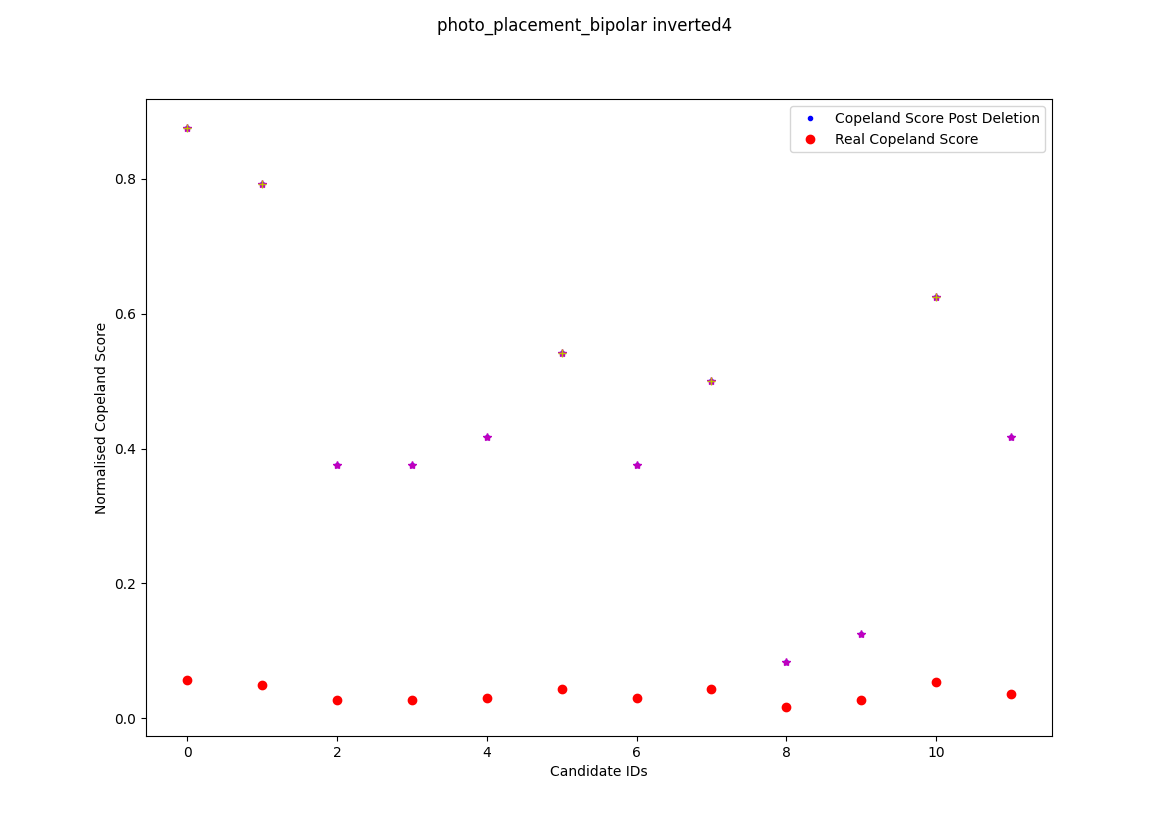 photo_placement_bipolar inverted4
Copeland Score Post Deletion
Real Copeland Score
0.8
0.6
0.4
0.2
0.0
Normalised Copeland Score
0 2 4 6 8 10
Candidate IDs